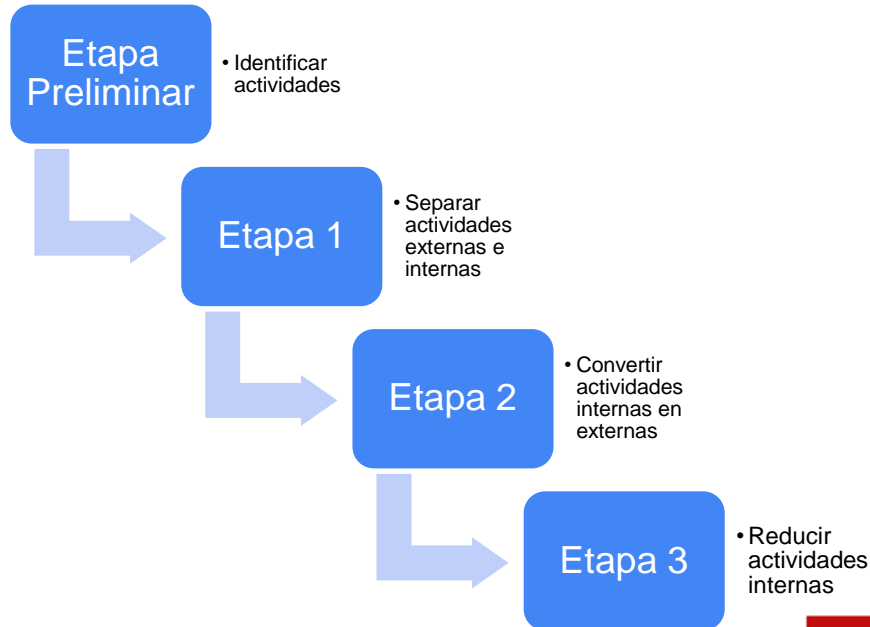 Etapa
Preliminar
• Identificar
actividades
Etapa 1
• Separar
actividades
externas e
internas
Etapa 2
• Convertir
actividades
internas en
externas
Etapa 3
• Reducir
actividades
internas